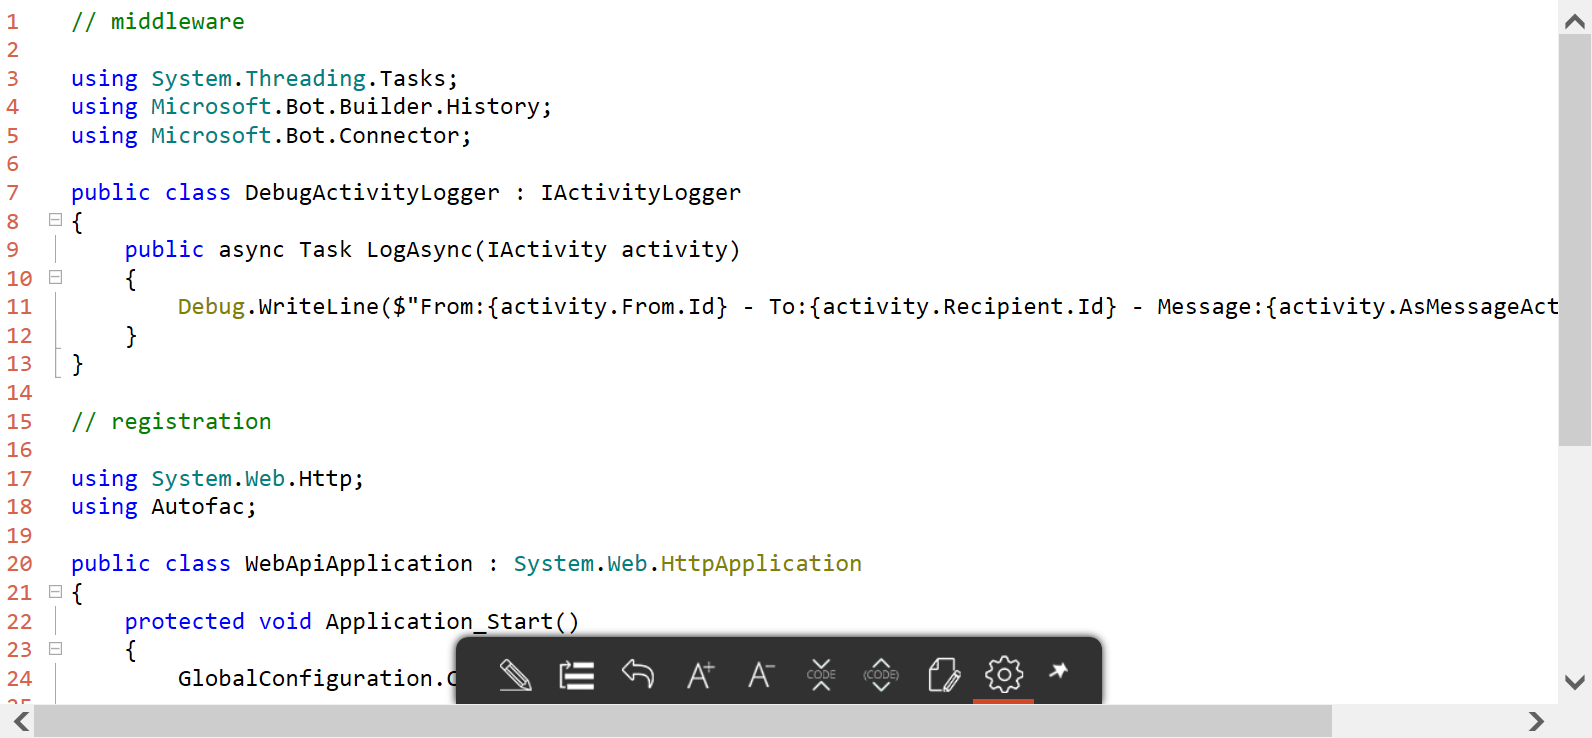 1 // middleware
2
3 using System.Threading.Tasks;
4 using Microsoft.Bot.Builder.History;
5 using Microsoft.Bot.Connector;
6
7 public class DebugActivityLogger : IActivityLogger
8 {
9 public async Task LogAsync(IActivity activity)
10 {
11 Debug.WriteLine($"From:{activity.From.Id} - To:{activity.Recipient.Id} - Message:{activity.AsMessageAct
12 }
13 }
14
15 // registration
16
17 using System.Web.Http;
18 using Autofac;
19
20 public class WebApiApplication : System.Web.HttpApplication
21 {
22 protected void Application_Start()
23 {
24 GlobalConfiguration.
A+ A- CODE (CODE)